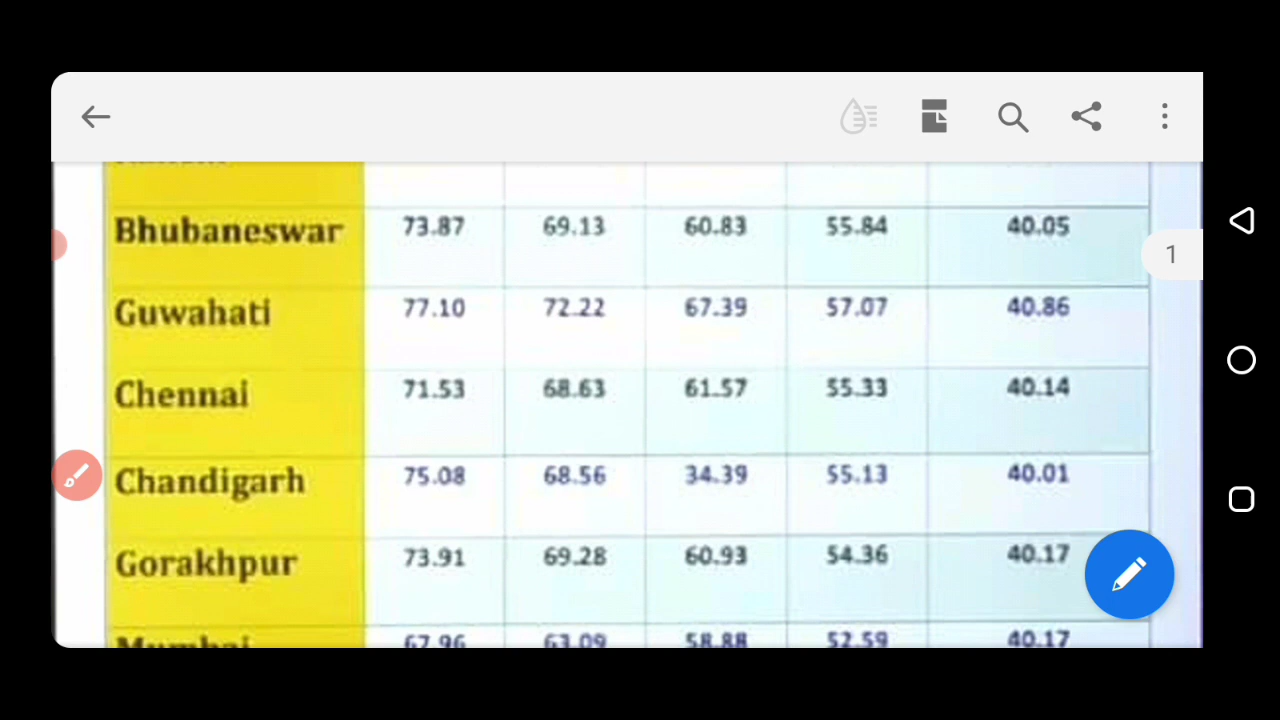 1
Bhubaneswar 73.87 69.13 60.83 55.84 40.05
Guwahati 77.10 72.22 67.39 57.07 40.86
Chennai 71.53 68.63 61.57 55.33 40.14
Chandigarh 75.08 68.56 34.39 55.13 40.01
Gorakhpur 73.91 69.28 60.93 54.36 40.17
Mumbai 67.96 63.09 58.88 52.59 40.17